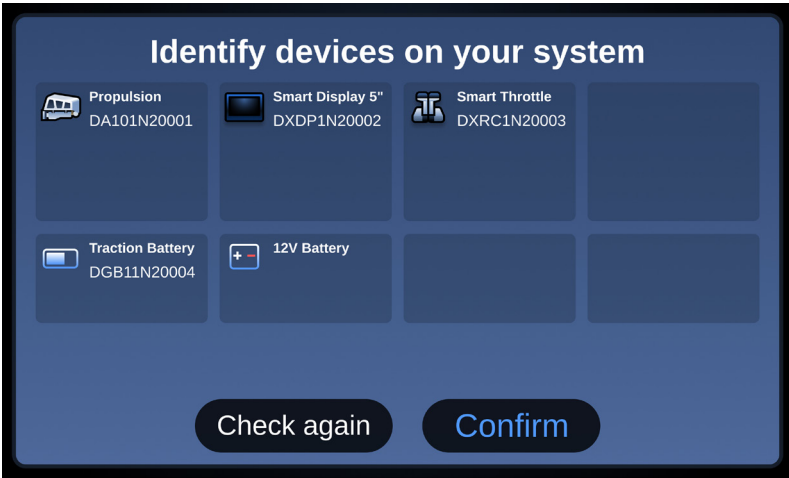 Identify devices on your system
Propulsion
DA101N20001
Smart Display 5"
DXDP1N20002
Smart Throttle
DXRC1N20003
Traction Battery
DGB11N20004
12V Battery
Check again
Confirm